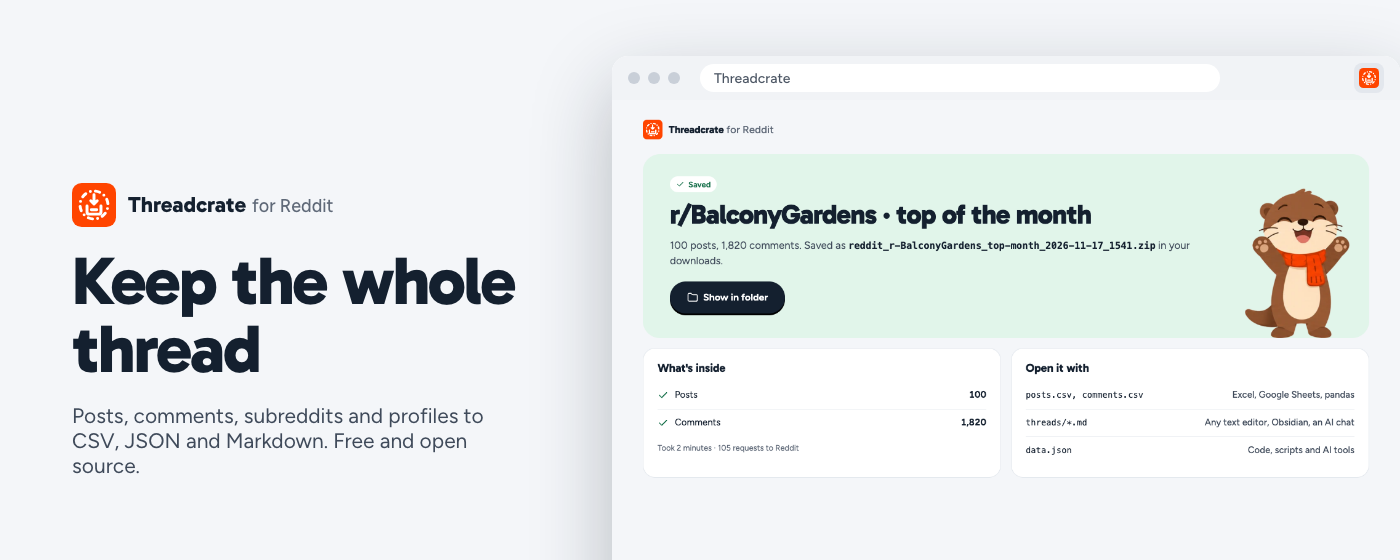 Threadcrate for Reddit
Keep the whole
thread
Posts, comments, subreddits and profiles to
CSV, JSON and Markdown. Free and open
source.
Threadcrate
Threadcrate for Reddit
Saved
r/BalconyGardens • top of the month
100 posts, 1,820 comments. Saved as reddit_r-BalconyGardens_top-month_2026-11-17_1541.zip in your
downloads.
Show in folder
What's inside
Posts 100
Comments 1,820
Took 2 minutes · 105 requests to Reddit
Open it with
posts.csv, comments.csv Excel, Google Sheets, pandas
threads/*.md Any text editor, Obsidian, an AI chat
data.json Code, scripts and AI tools